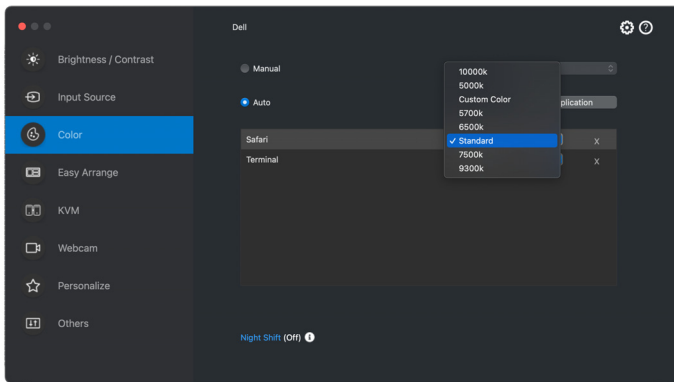 Dell
Brightness / Contrast
Input Source
Color
Easy Arrange
KVM
Webcam
Personalize
Others
Manual
Auto
plication
Safari
X
Terminal
X
10000k
5000k
Custom Color
5700k
6500k
Standard
7500k
9300k
Night Shift (Off)